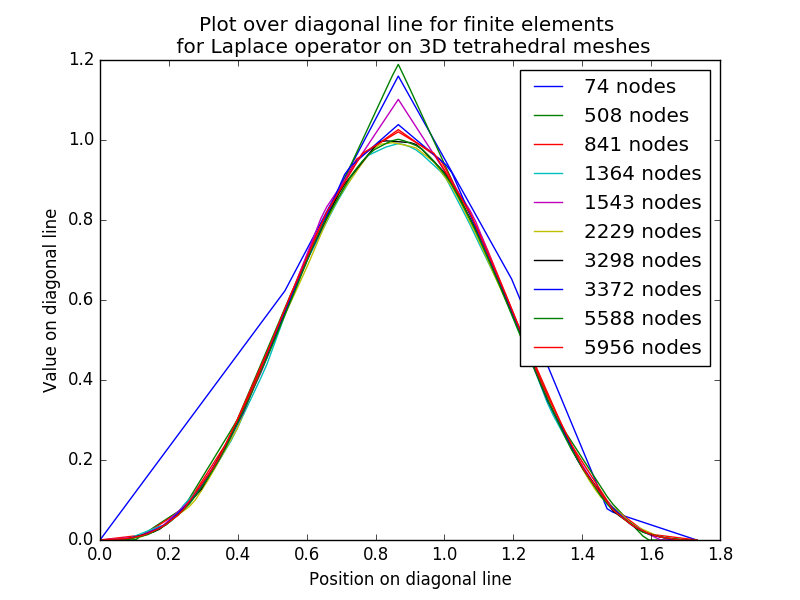 Plot over diagonal line for finite elements
for Laplace operator on 3D tetrahedral meshes
1.2
1.0
0.8
0.6
0.4
0.2
0.0
Value on diagonal line
74 nodes
508 nodes
841 nodes
1364 nodes
1543 nodes
2229 nodes
3298 nodes
3372 nodes
5588 nodes
5956 nodes
0.0 0.2 0.4 0.6 0.8 1.0 1.2 1.4 1.6 1.8
Position on diagonal line